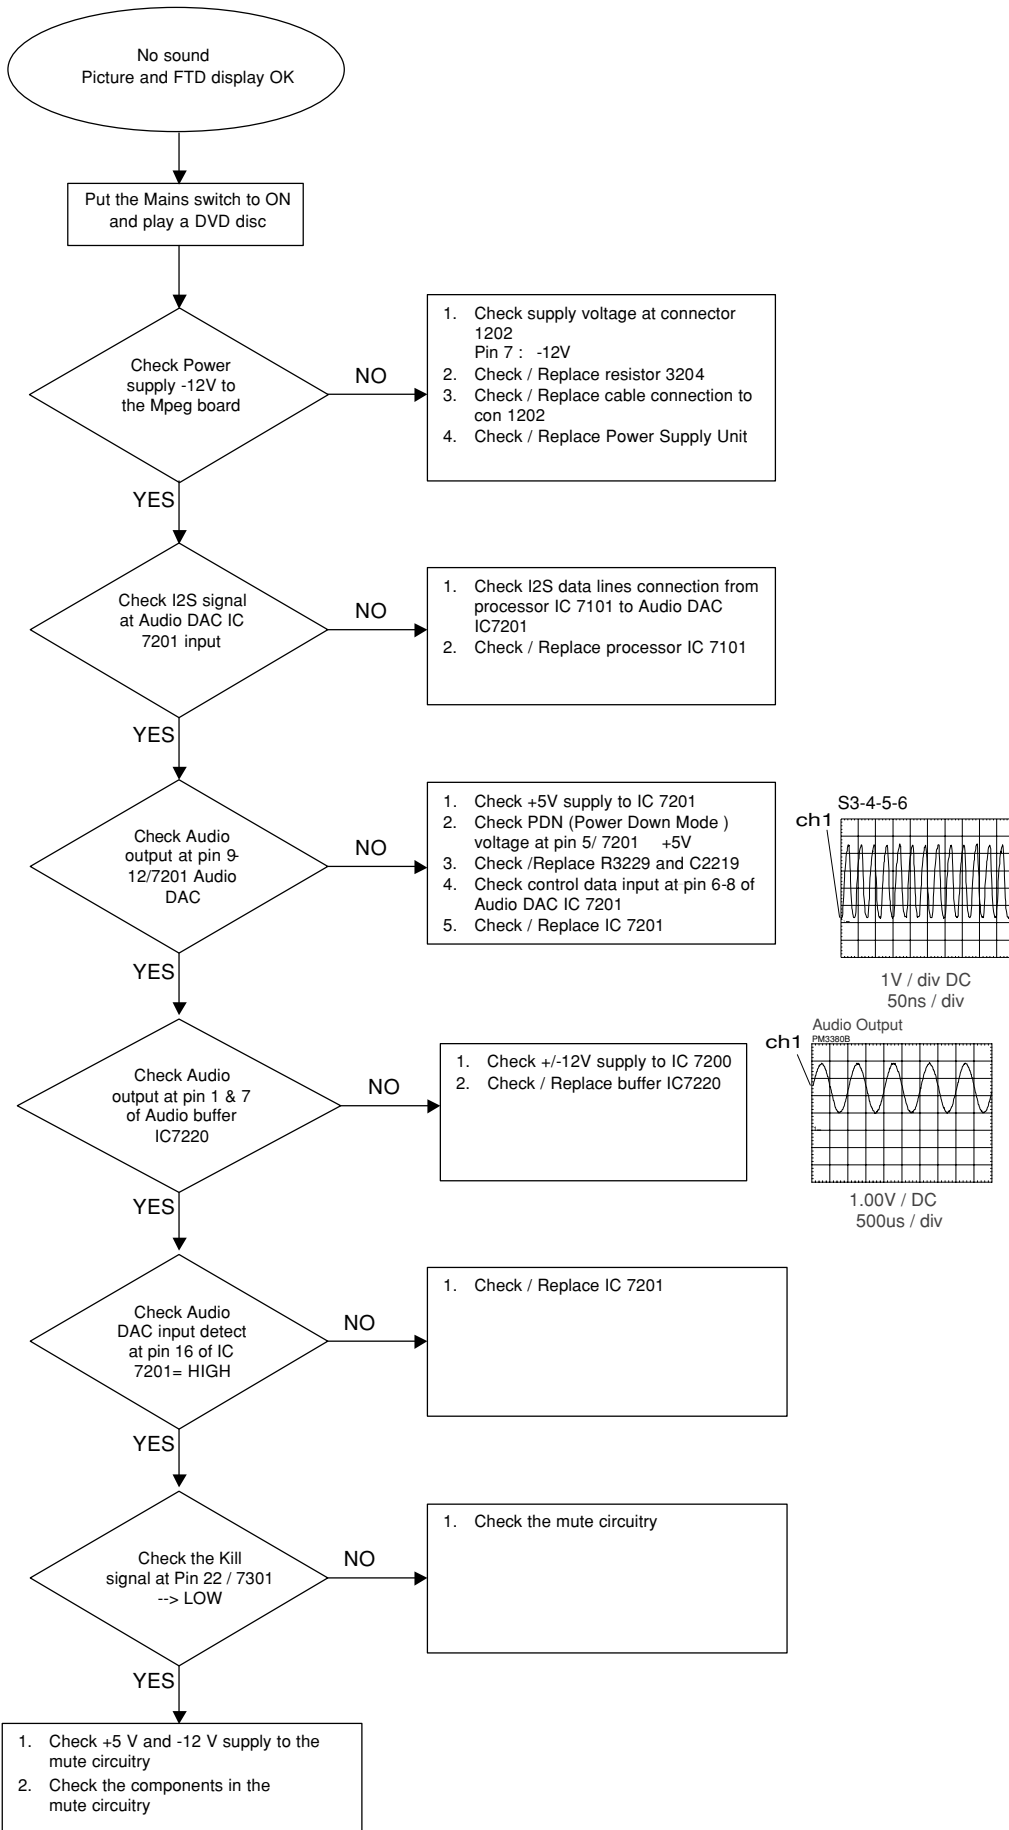 No sound
Picture and FTD display OK
Put the Mains switch to ON
and play a DVD disc
Check Power
supply -12V to
the Mpeg board
NO
1. Check supply voltage at connector
1202
Pin 7 : -12V
2. Check / Replace resistor 3204
3. Check / Replace cable connection to
con 1202
4. Check / Replace Power Supply Unit
YES
Check I2S signal
at Audio DAC IC
7201 input
NO
1. Check I2S data lines connection from
processor IC 7101 to Audio DAC
IC7201
2. Check / Replace processor IC 7101
YES
Check Audio
output at pin 9-
12/7201 Audio
DAC
NO
1. Check +5V supply to IC 7201
2. Check PDN (Power Down Mode )
voltage at pin 5/ 7201 +5V
3. Check /Replace R3229 and C2219
4. Check control data input at pin 6-8 of
Audio DAC IC 7201
5. Check / Replace IC 7201
S3-4-5-6
ch1
1V / div DC
50ns / div
YES
Check Audio
output at pin 1 & 7
of Audio buffer
IC7220
NO
1. Check +/-12V supply to IC 7200
2. Check / Replace buffer IC7220
Audio Output
PM3380B
ch1
1.00V / DC
500us / div
YES
Check Audio
DAC input detect
at pin 16 of IC
7201= HIGH
NO
1. Check / Replace IC 7201
YES
Check the Kill
signal at Pin 22 / 7301
--> LOW
NO
1. Check the mute circuitry
YES
1. Check +5 V and -12 V supply to the
mute circuitry
2. Check the components in the
mute circuitry